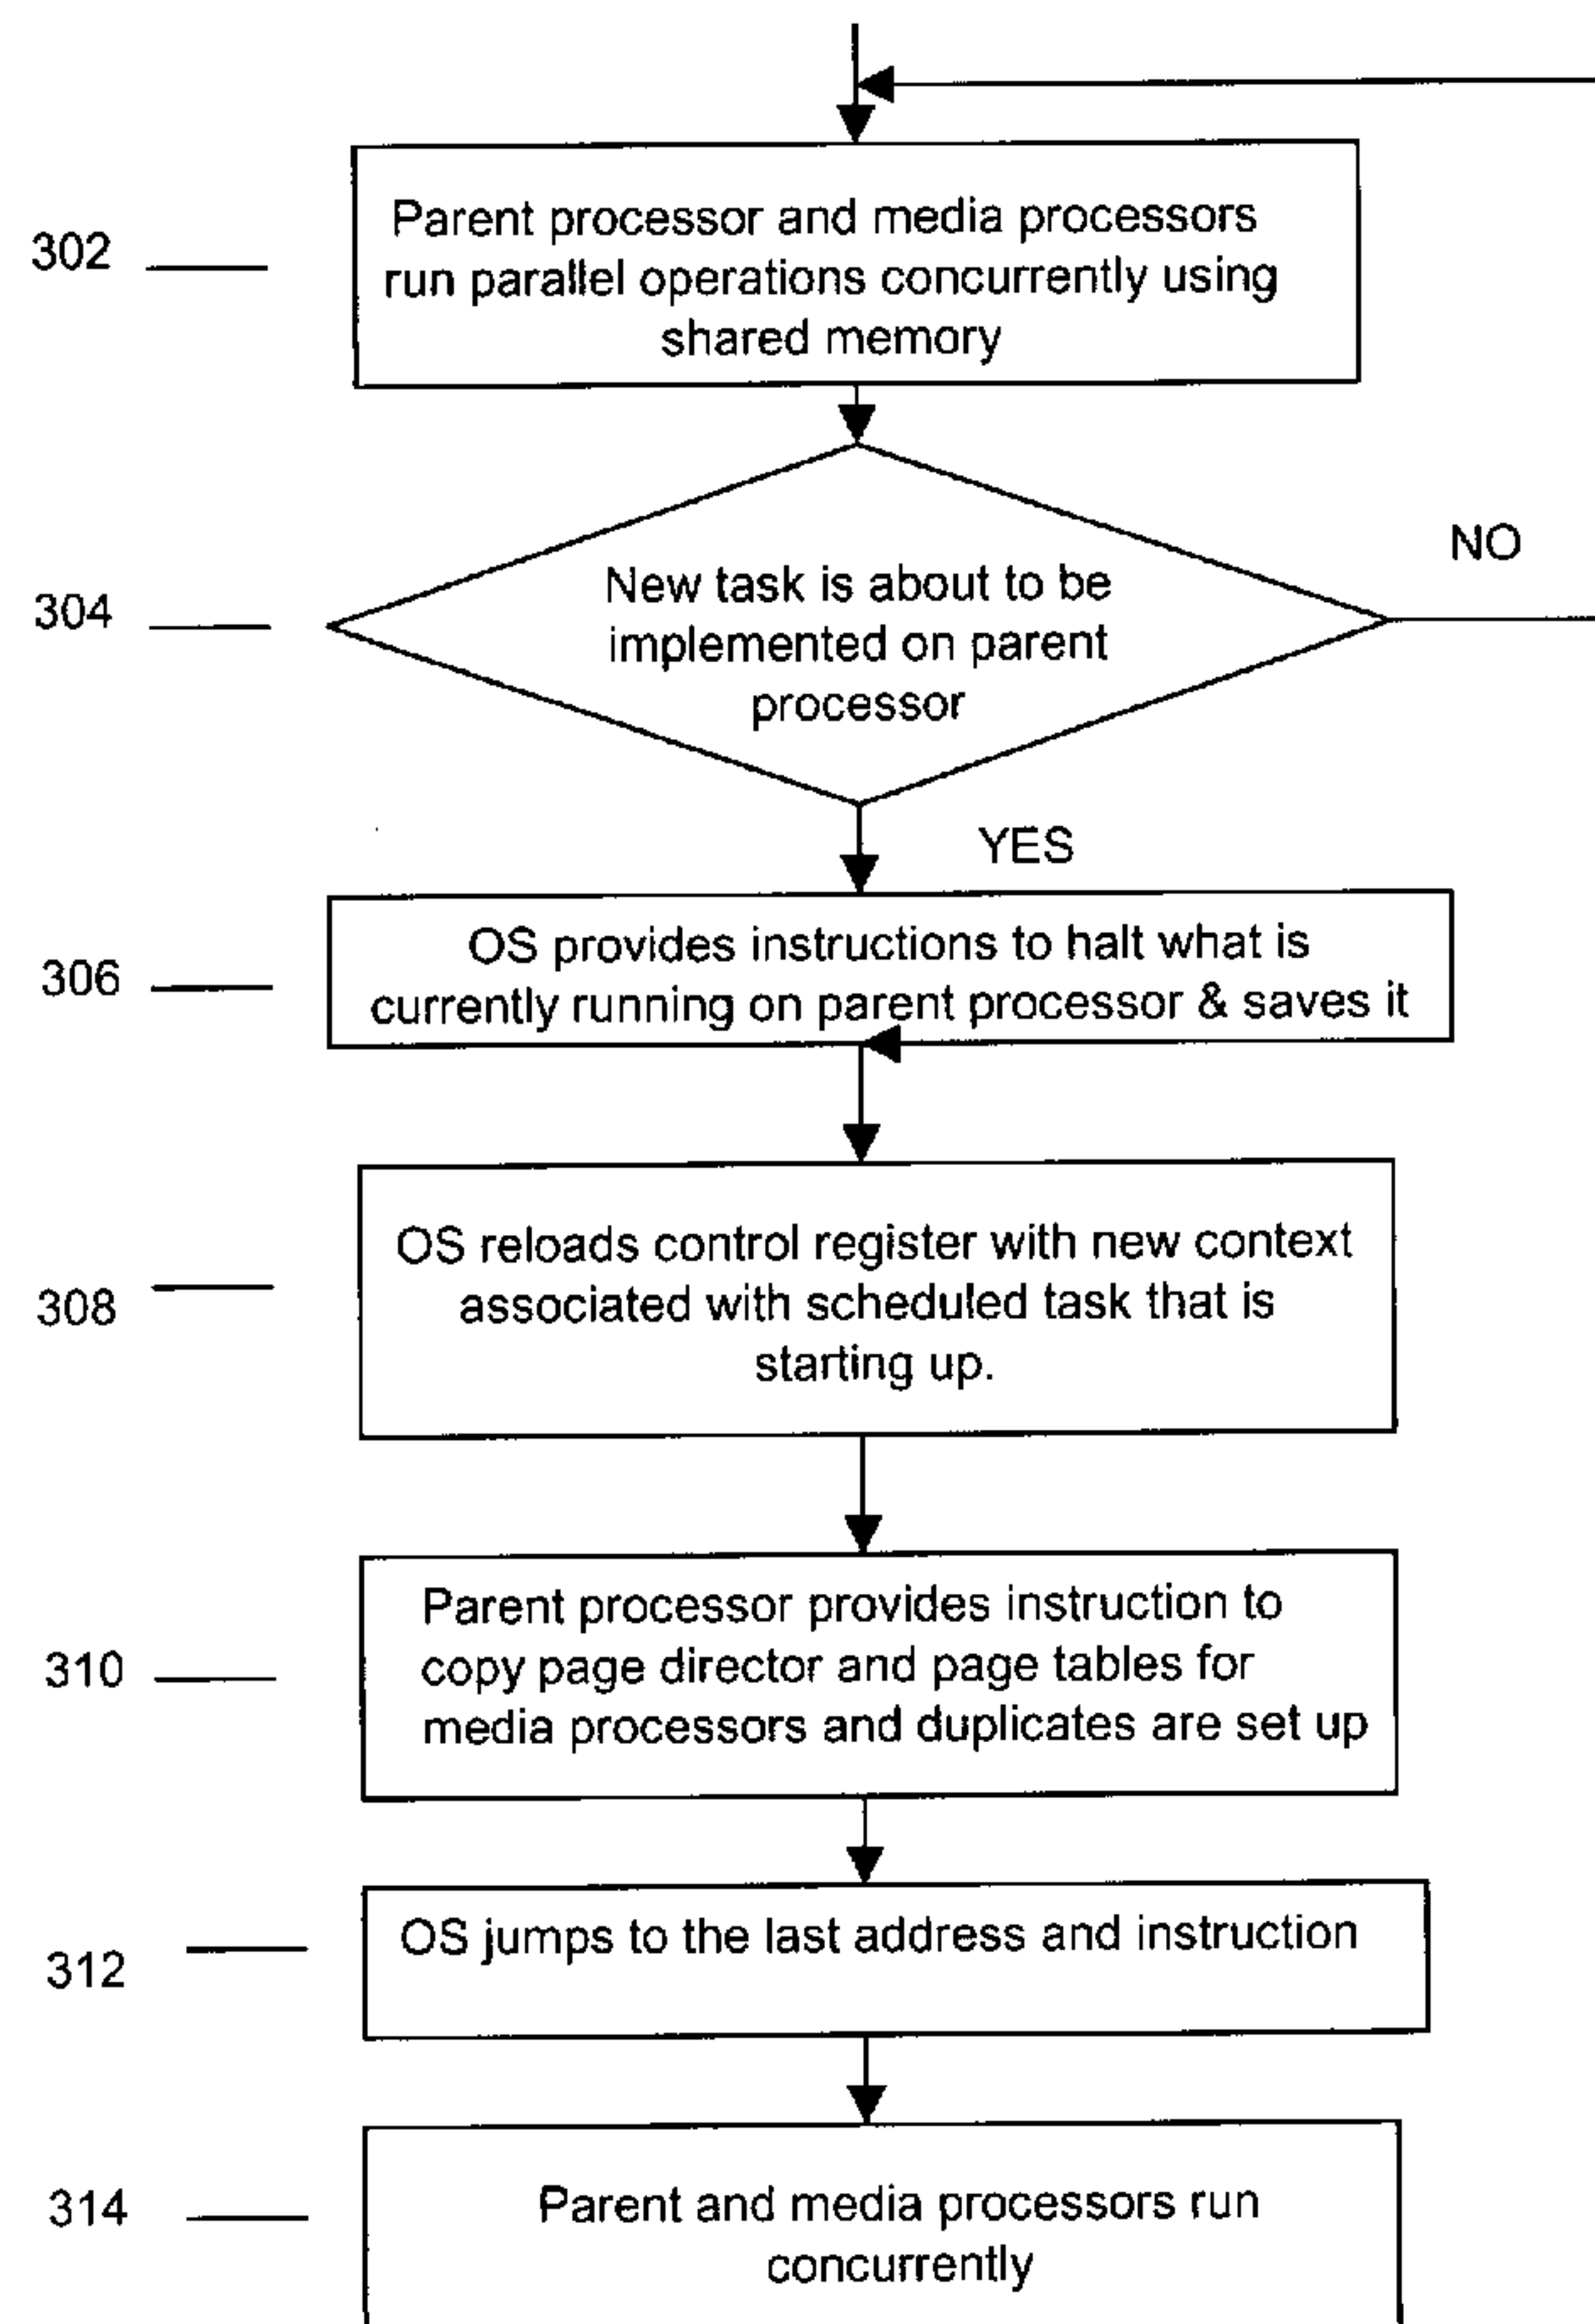 302
Parent processor and media processors
run parallel operations concurrently using
shared memory
304
New task is about to be
implemented on parent
processor
NO
YES
306
OS provides instructions to halt what is
currently running on parent processor & saves it
308
OS reloads control register with new context
associated with scheduled task that is
starting up.
310
Parent processor provides instruction to
copy page director and page tables for
media processors and duplicates are set up
312
OS jumps to the last address and instruction
314
Parent and media processors run
concurrently